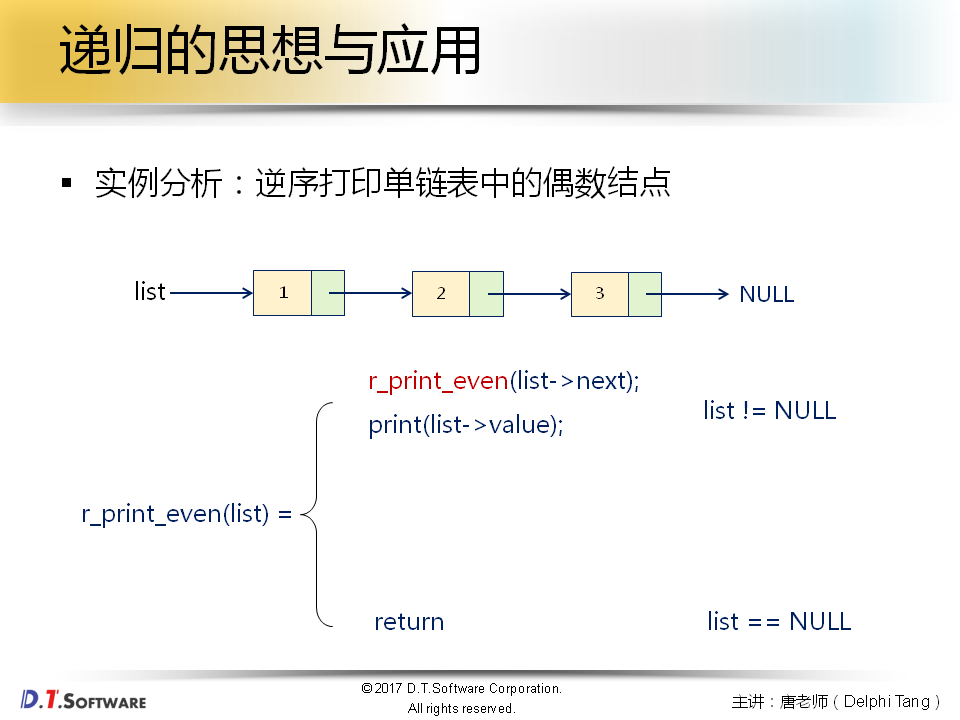 递归的思想与应用
▪ 实例分析：逆序打印单链表中的偶数结点
list 1 2 3 NULL
r_print_even(list->next);
list != NULL
print(list->value);
r_print_even(list) =
return list == NULL
D.T.SOFTWARE
©2017 D.T.Software Corporation.
All rights reserved.
主讲：唐老师（Delphi Tang）